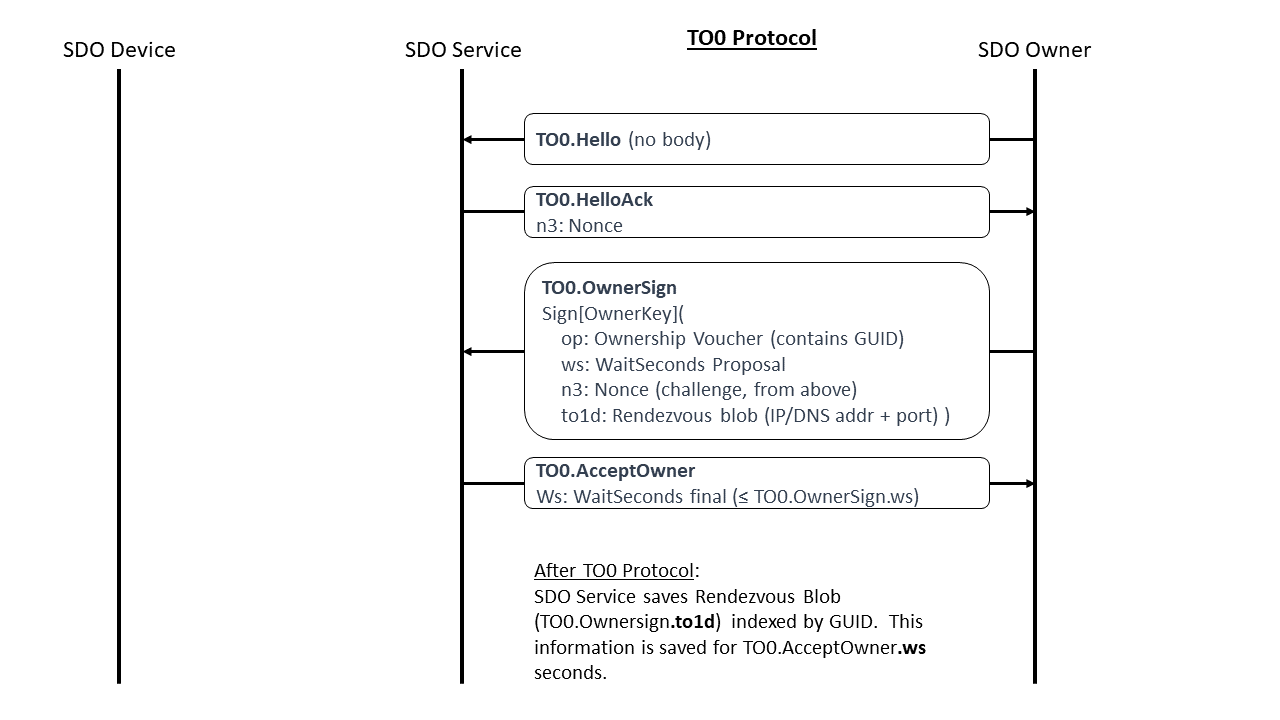 TO0 Protocol
SDO Device
SDO Service
SDO Owner
TO0.Hello (no body)
TO0.HelloAck
n3: Nonce
TO0.OwnerSign
Sign[OwnerKey](
op: Ownership Voucher (contains GUID)
ws: WaitSeconds Proposal
n3: Nonce (challenge, from above)
to1d: Rendezvous blob (IP/DNS addr + port) )
TO0.AcceptOwner
Ws: WaitSeconds final (≤ TO0.OwnerSign.ws)
After TO0 Protocol:
SDO Service saves Rendezvous Blob
(TO0.Ownersign.to1d) indexed by GUID. This
information is saved for TO0.AcceptOwner.ws
seconds.